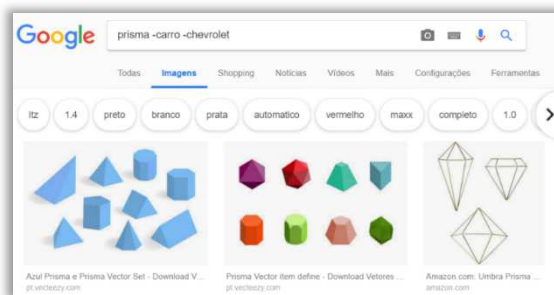 Google
prisma -carro -chevrolet
Todas Imagens Shopping Notícias Vídeos Mais Configurações Ferramentas
ltz 1.4 preto branco prata automatico vermelho maxx completo 1.0
Azul Prisma e Prisma Vector Set - Download V... Prisma Vector item define - Download Vetores ... Amazon.com: Umbra Prisma ...
pt.vecteezy.com pt.vecteezy.com amazon.com